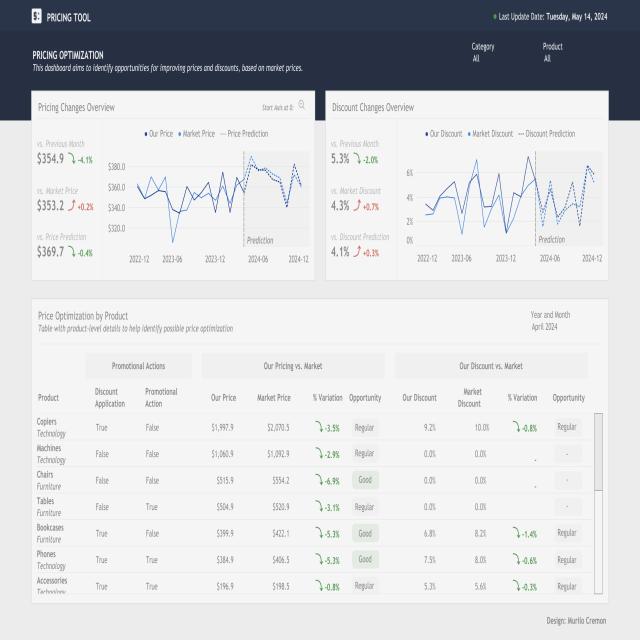 PRICING TOOL
Last Update Date: Tuesday, May 14, 2024
PRICING OPTIMIZATION
This dashboard aims to identify opportunities for improving prices and discounts, based on market prices.
Category
All
Product
All
Pricing Changes Overview
Start Axis at 0:
vs. Previous Month
$354.9 -4.1%
vs. Market Price
$353.2 +0.2%
vs. Price Prediction
$369.7 -0.4%
Our Price Market Price Price Prediction
$380.0
$360.0
$340.0
$320.0
Prediction
2022-12 2023-06 2023-12 2024-06 2024-12
Discount Changes Overview
vs. Previous Month
5.3% -2.0%
vs. Market Discount
4.3% +0.7%
vs. Discount Prediction
4.1% +0.3%
Our Discount Market Discount Discount Prediction
6%
4%
2%
0%
Prediction
2022-12 2023-06 2023-12 2024-06 2024-12
Price Optimization by Product
Table with product-level details to help identify possible price optimization
Year and Month
April 2024
Promotional Actions Our Pricing vs. Market Our Discount vs. Market
Product Discount Application Promotional Action Our Price Market Price % Variation Opportunity Our Discount Market Discount % Variation Opportunity
Copiers
Technology True False $1,997.9 $2,070.5 -3.5% Regular 9.2% 10.0% -0.8% Regular
Machines
Technology False False $1,060.9 $1,092.9 -2.9% Regular 0.0% 0.0% - -
Chairs
Furniture False False $515.9 $554.2 -6.9% Good 0.0% 0.0% - -
Tables
Furniture False True $504.9 $520.9 -3.1% Regular 0.0% 0.0% -
Bookcases
Furniture True False $399.9 $422.1 -5.3% Good 6.8% 8.2% -1.4% Regular
Phones
Technology True True $384.9 $406.5 -5.3% Good 7.5% 8.0% -0.6% Regular
Accessories
Technology True True $196.9 $198.5 -0.8% Regular 5.3% 5.6% -0.3% Regular
Design: Murilo Cremon